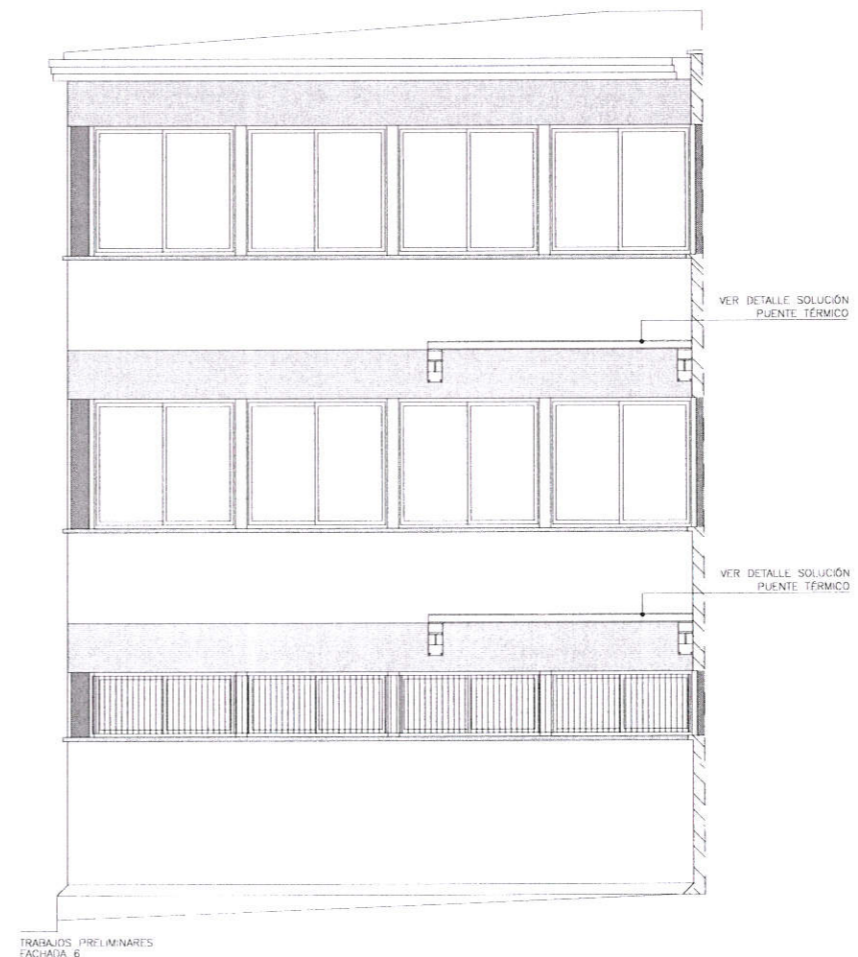 VER DETALLE SOLUCIÓN
PUENTE TÉRMICO
VER DETALLE SOLUCIÓN
PUENTE TÉRMICO
TRABAJOS PRELIMINARES
FACHADA 6